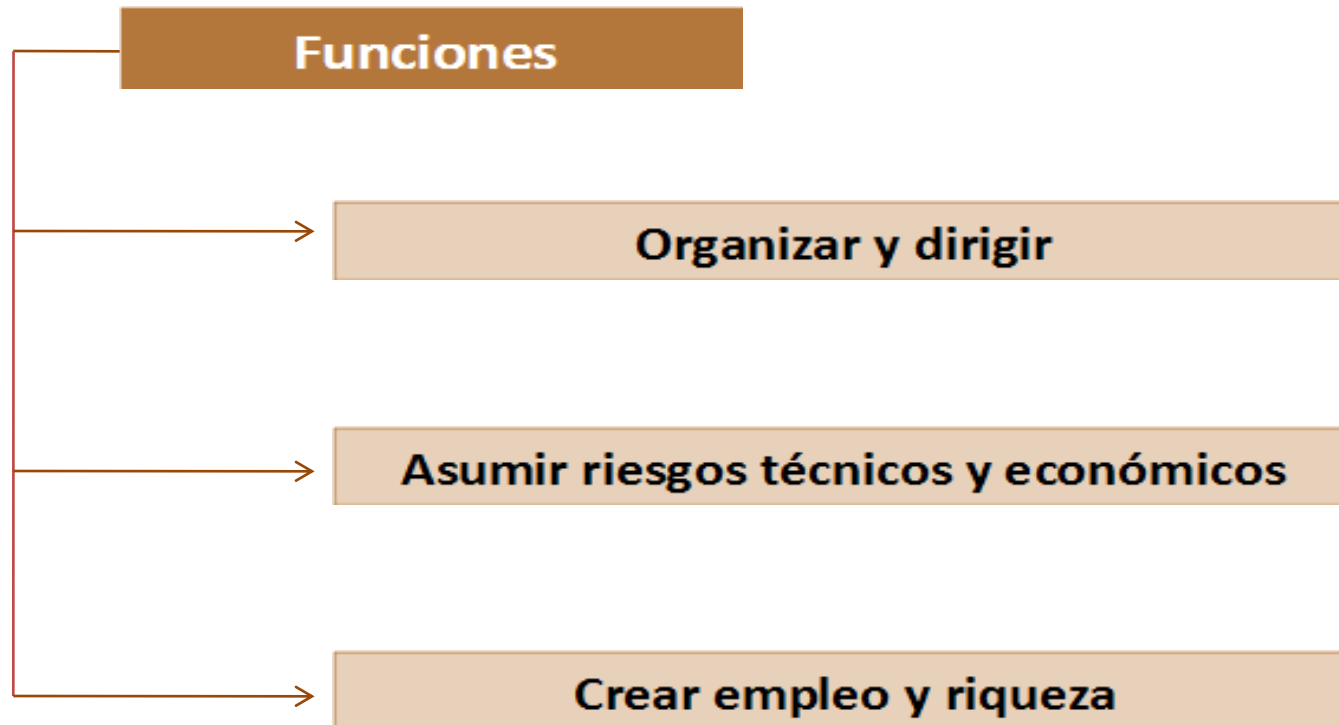 Funciones
Organizar y dirigir
Asumir riesgos técnicos y económicos
Crear empleo y riqueza